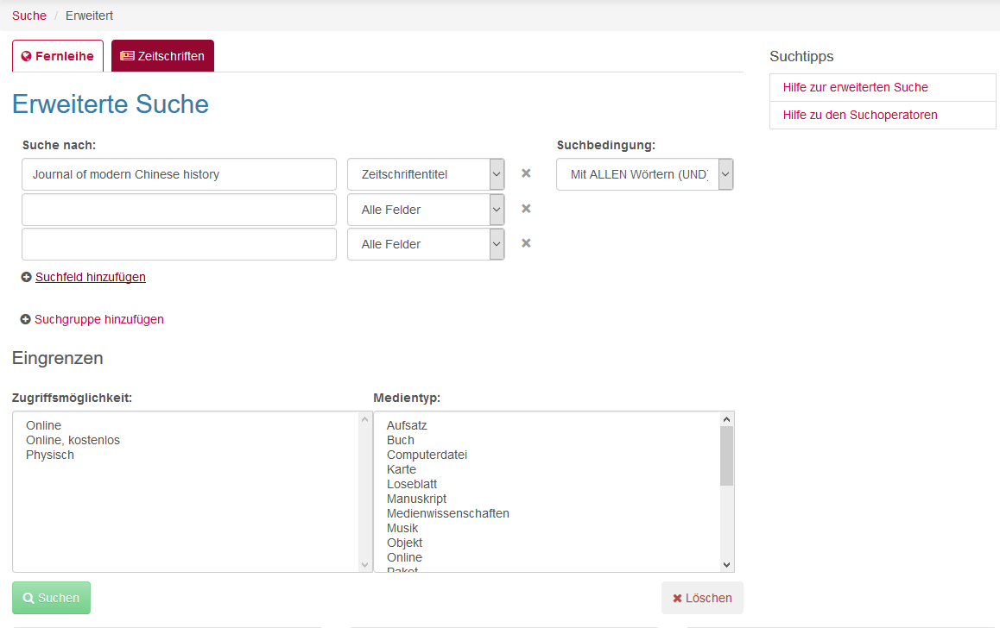 Suche / Erweitert
Fernleihe
Zeitschriften
Erweiterte Suche
Suche nach:
Suchbedingung:
Journal of modern Chinese history
Zeitschriftentitel
Mit ALLEN Wörtern (UND)
Alle Felder
Alle Felder
Suchfeld hinzufügen
Suchgruppe hinzufügen
Eingrenzen
Zugriffsmöglichkeit:
Online
Online, kostenlos
Physisch
Medientyp:
Aufsatz
Buch
Computerdatei
Karte
Loseblatt
Manuskript
Medienwissenschaften
Musik
Objekt
Online
Paket
Suchen
Löschen
Suchtipps
Hilfe zur erweiterten Suche
Hilfe zu den Suchoperatoren